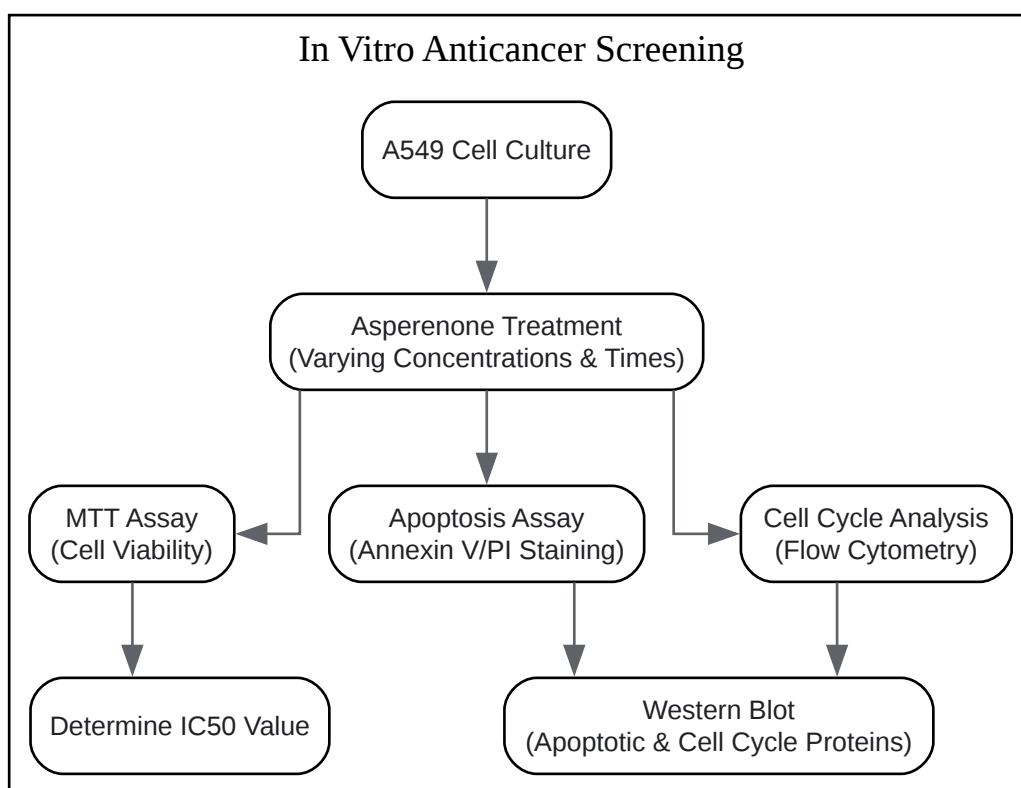 In Vitro Anticancer Screening
A549 Cell Culture
Asperenone Treatment
(Varying Concentrations & Times)
MTT Assay
(Cell Viability)
Apoptosis Assay
(Annexin V/PI Staining)
Cell Cycle Analysis
(Flow Cytometry)
Determine IC50 Value
Western Blot
(Apoptotic & Cell Cycle Proteins)